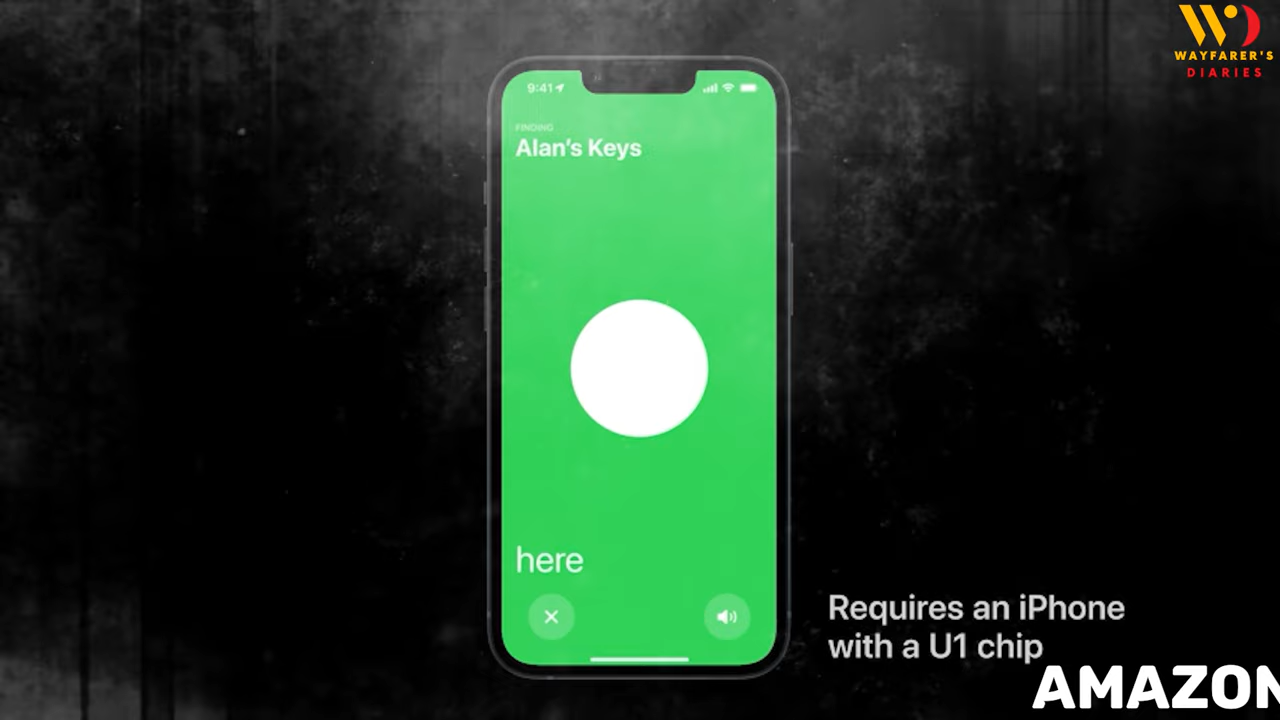 WAYFARER'S
DIARIES
9:41
FINDING
Alan's Keys
here
Requires an iPhone
with a U1 chip
AMAZON